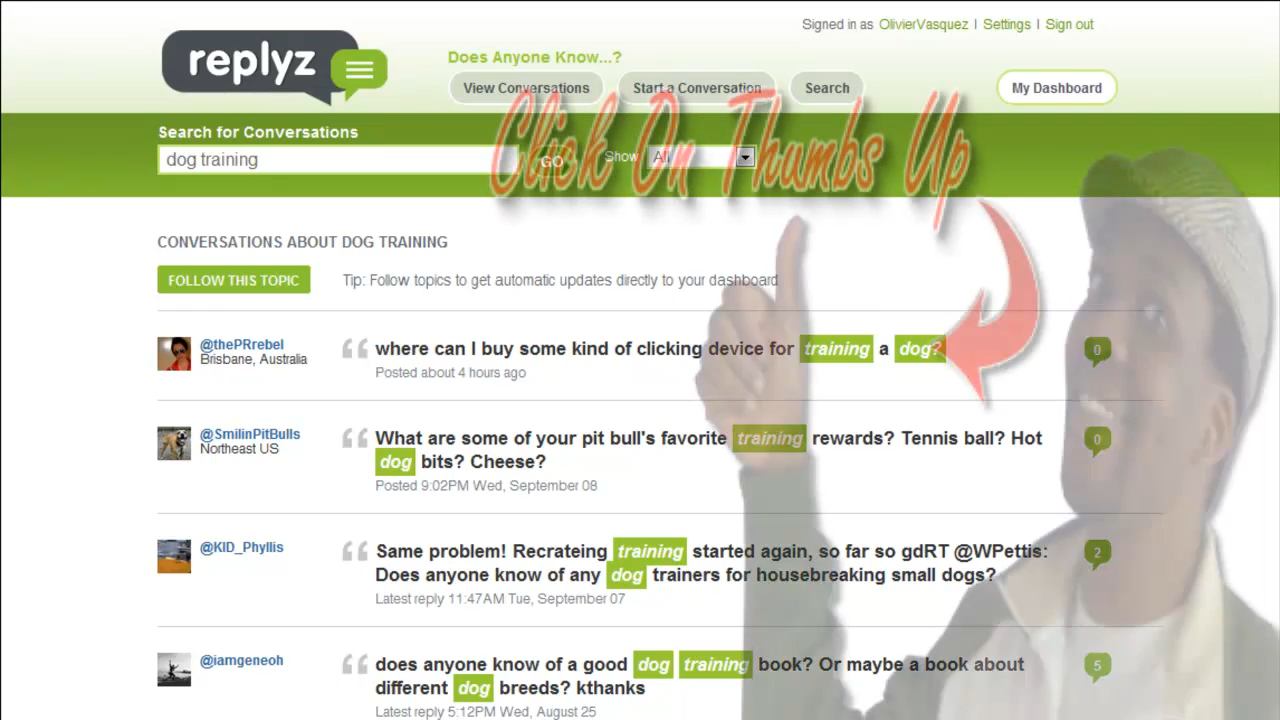 Signed in as OlivierVasquez | Settings | Sign out
replyz
Does Anyone Know...?
View Conversations
Start a Conversation
Search
My Dashboard
Click On Thumbs Up
Search for Conversations
dog training
GO
Show
All
CONVERSATIONS ABOUT DOG TRAINING
FOLLOW THIS TOPIC
Tip: Follow topics to get automatic updates directly to your dashboard
@thePRrebel
Brisbane, Australia
where can I buy some kind of clicking device for training a dog?
Posted about 4 hours ago
0
@SmilinPitBulls
Northeast US
What are some of your pit bull's favorite training rewards? Tennis ball? Hot
dog bits? Cheese?
Posted 9:02PM Wed, September 08
0
@KID_Phyllis
Same problem! Recrateing training started again, so far so gdRT @WPettis:
Does anyone know of any dog trainers for housebreaking small dogs?
Latest reply 11:47AM Tue, September 07
2
@iamgeneoh
does anyone know of a good dog training book? Or maybe a book about
different dog breeds? kthanks
Latest reply 5:12PM Wed, August 25
5